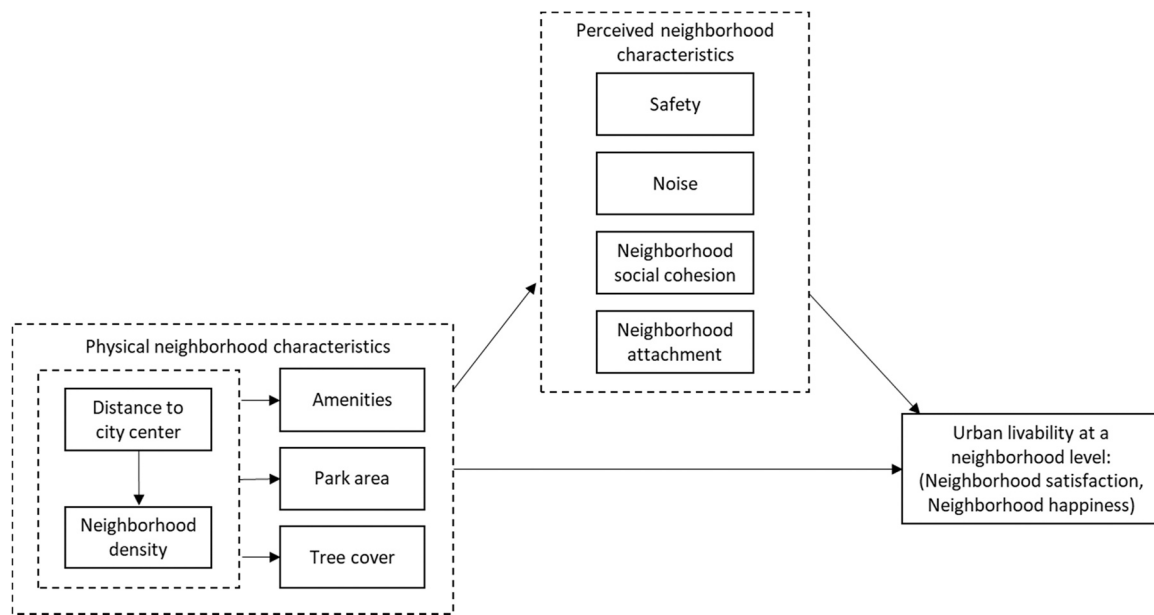 Perceived neighborhood
characteristics
Safety
Noise
Neighborhood
social cohesion
Neighborhood
attachment
Physical neighborhood characteristics
Distance to
city center
Neighborhood
density
Amenities
Park area
Tree cover
Urban livability at a
neighborhood level:
(Neighborhood satisfaction,
Neighborhood happiness)